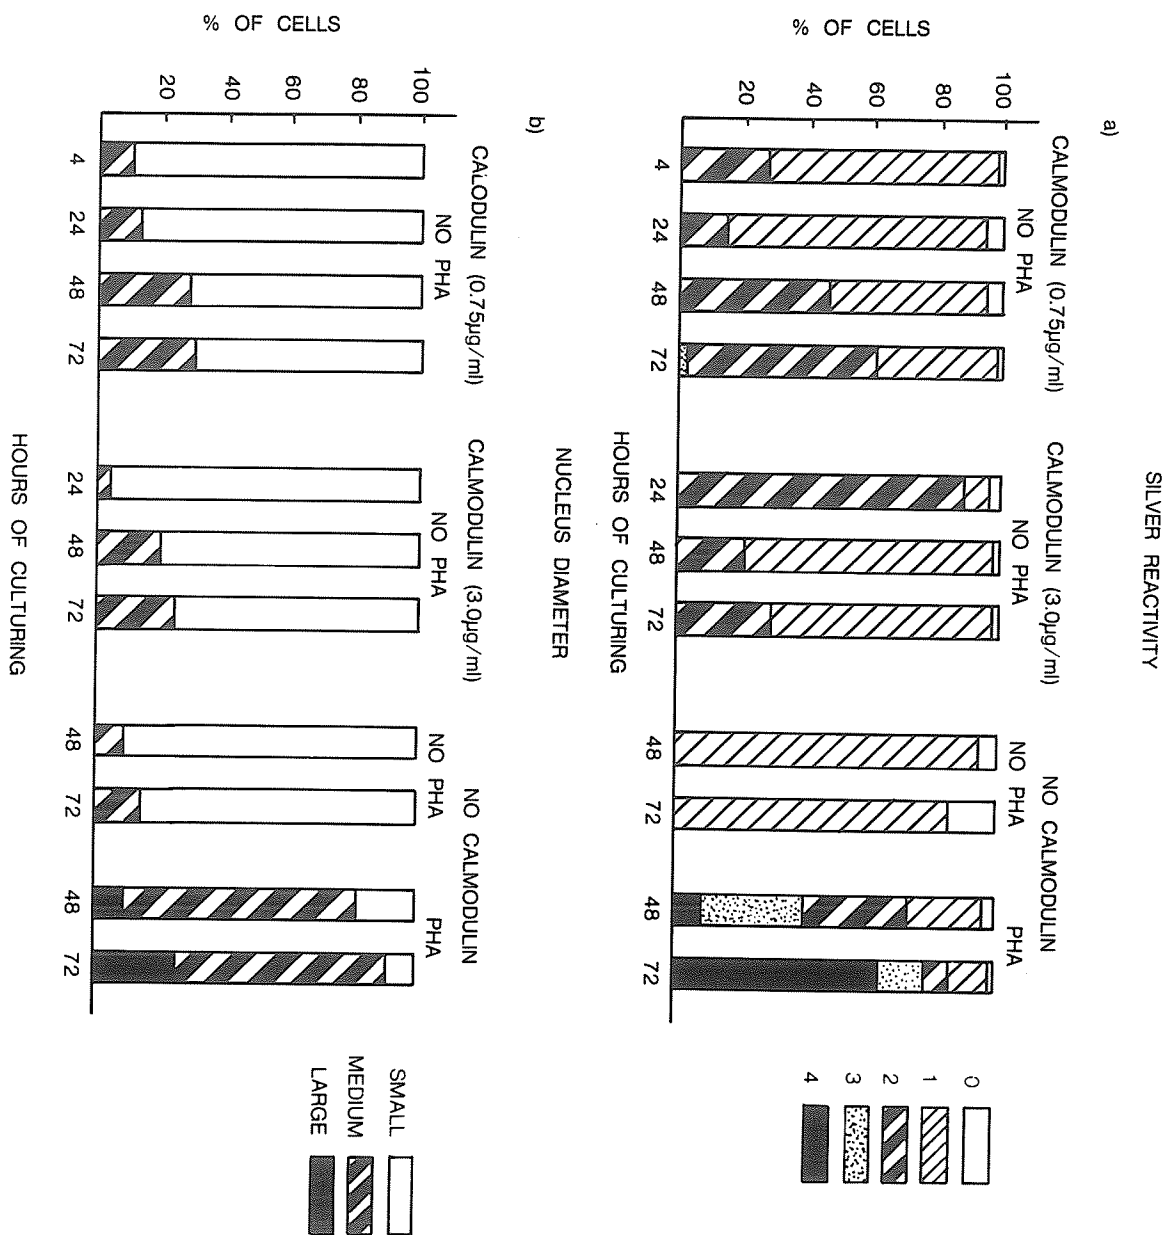 SILVER REACTIVITY
a)
CALMODULIN (0.75µg/ml) CALMODULIN (3.0µg/ml) NO CALMODULIN
NO PHA NO PHA NO PHA PHA
% OF CELLS
100
80
60
40
20
4 24 48 72 24 48 72 48 72 48 72
HOURS OF CULTURING
0
1
2
3
4
NUCLEUS DIAMETER
b)
CALODULIN (0.75µg/ml) CALMODULIN (3.0µg/ml) NO CALMODULIN
NO PHA NO PHA NO PHA PHA
% OF CELLS
100
80
60
40
20
4 24 48 72 24 48 72 48 72 48 72
HOURS OF CULTURING
SMALL
MEDIUM
LARGE